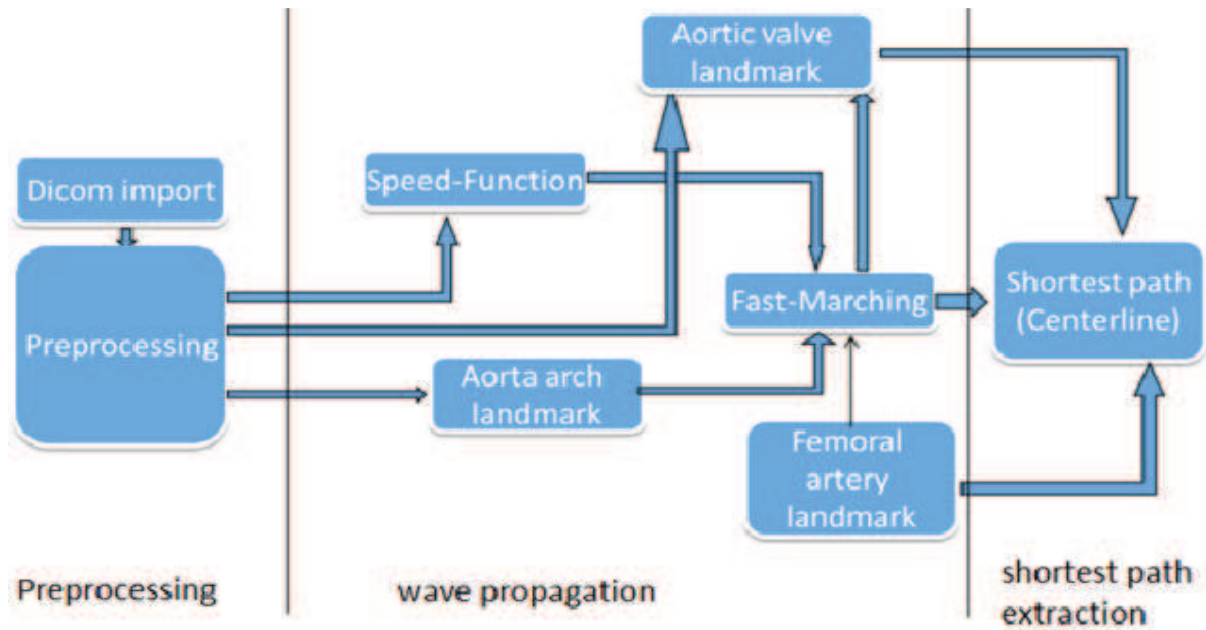 Aortic valve
landmark
Dicom import
Speed-Function
Preprocessing
Fast-Marching
Shortest path
(Centerline)
Aorta arch
landmark
Femoral
artery
landmark
Preprocessing
wave propagation
shortest path
extraction